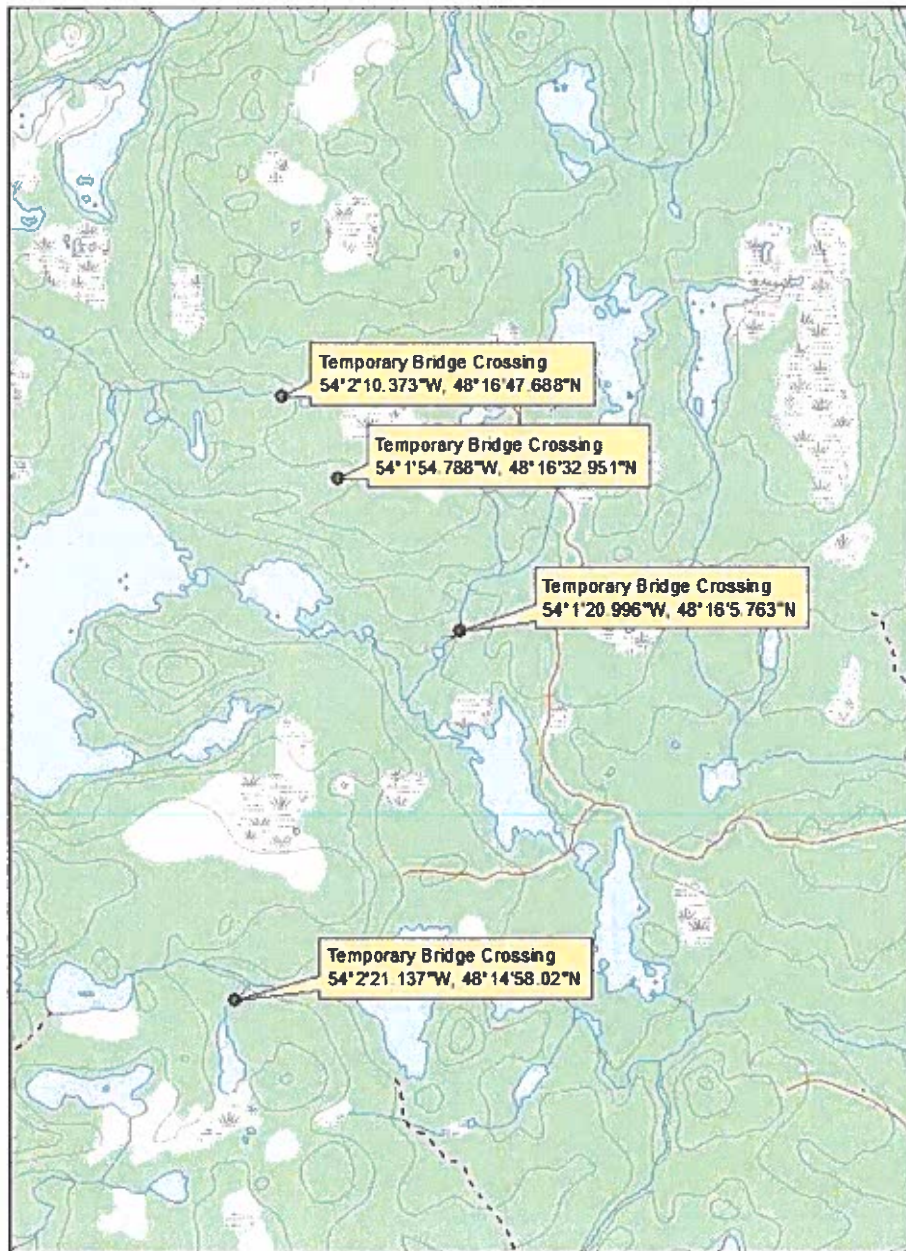 Temporary Bridge Crossing
54°2'10.373"W, 48°16'47.688"N
Temporary Bridge Crossing
54°1'54.788"W, 48°16'32.951"N
Temporary Bridge Crossing
54°1'20.996"W, 48°16'5.763"N
Temporary Bridge Crossing
54°2'21.137"W, 48°14'58.02"N